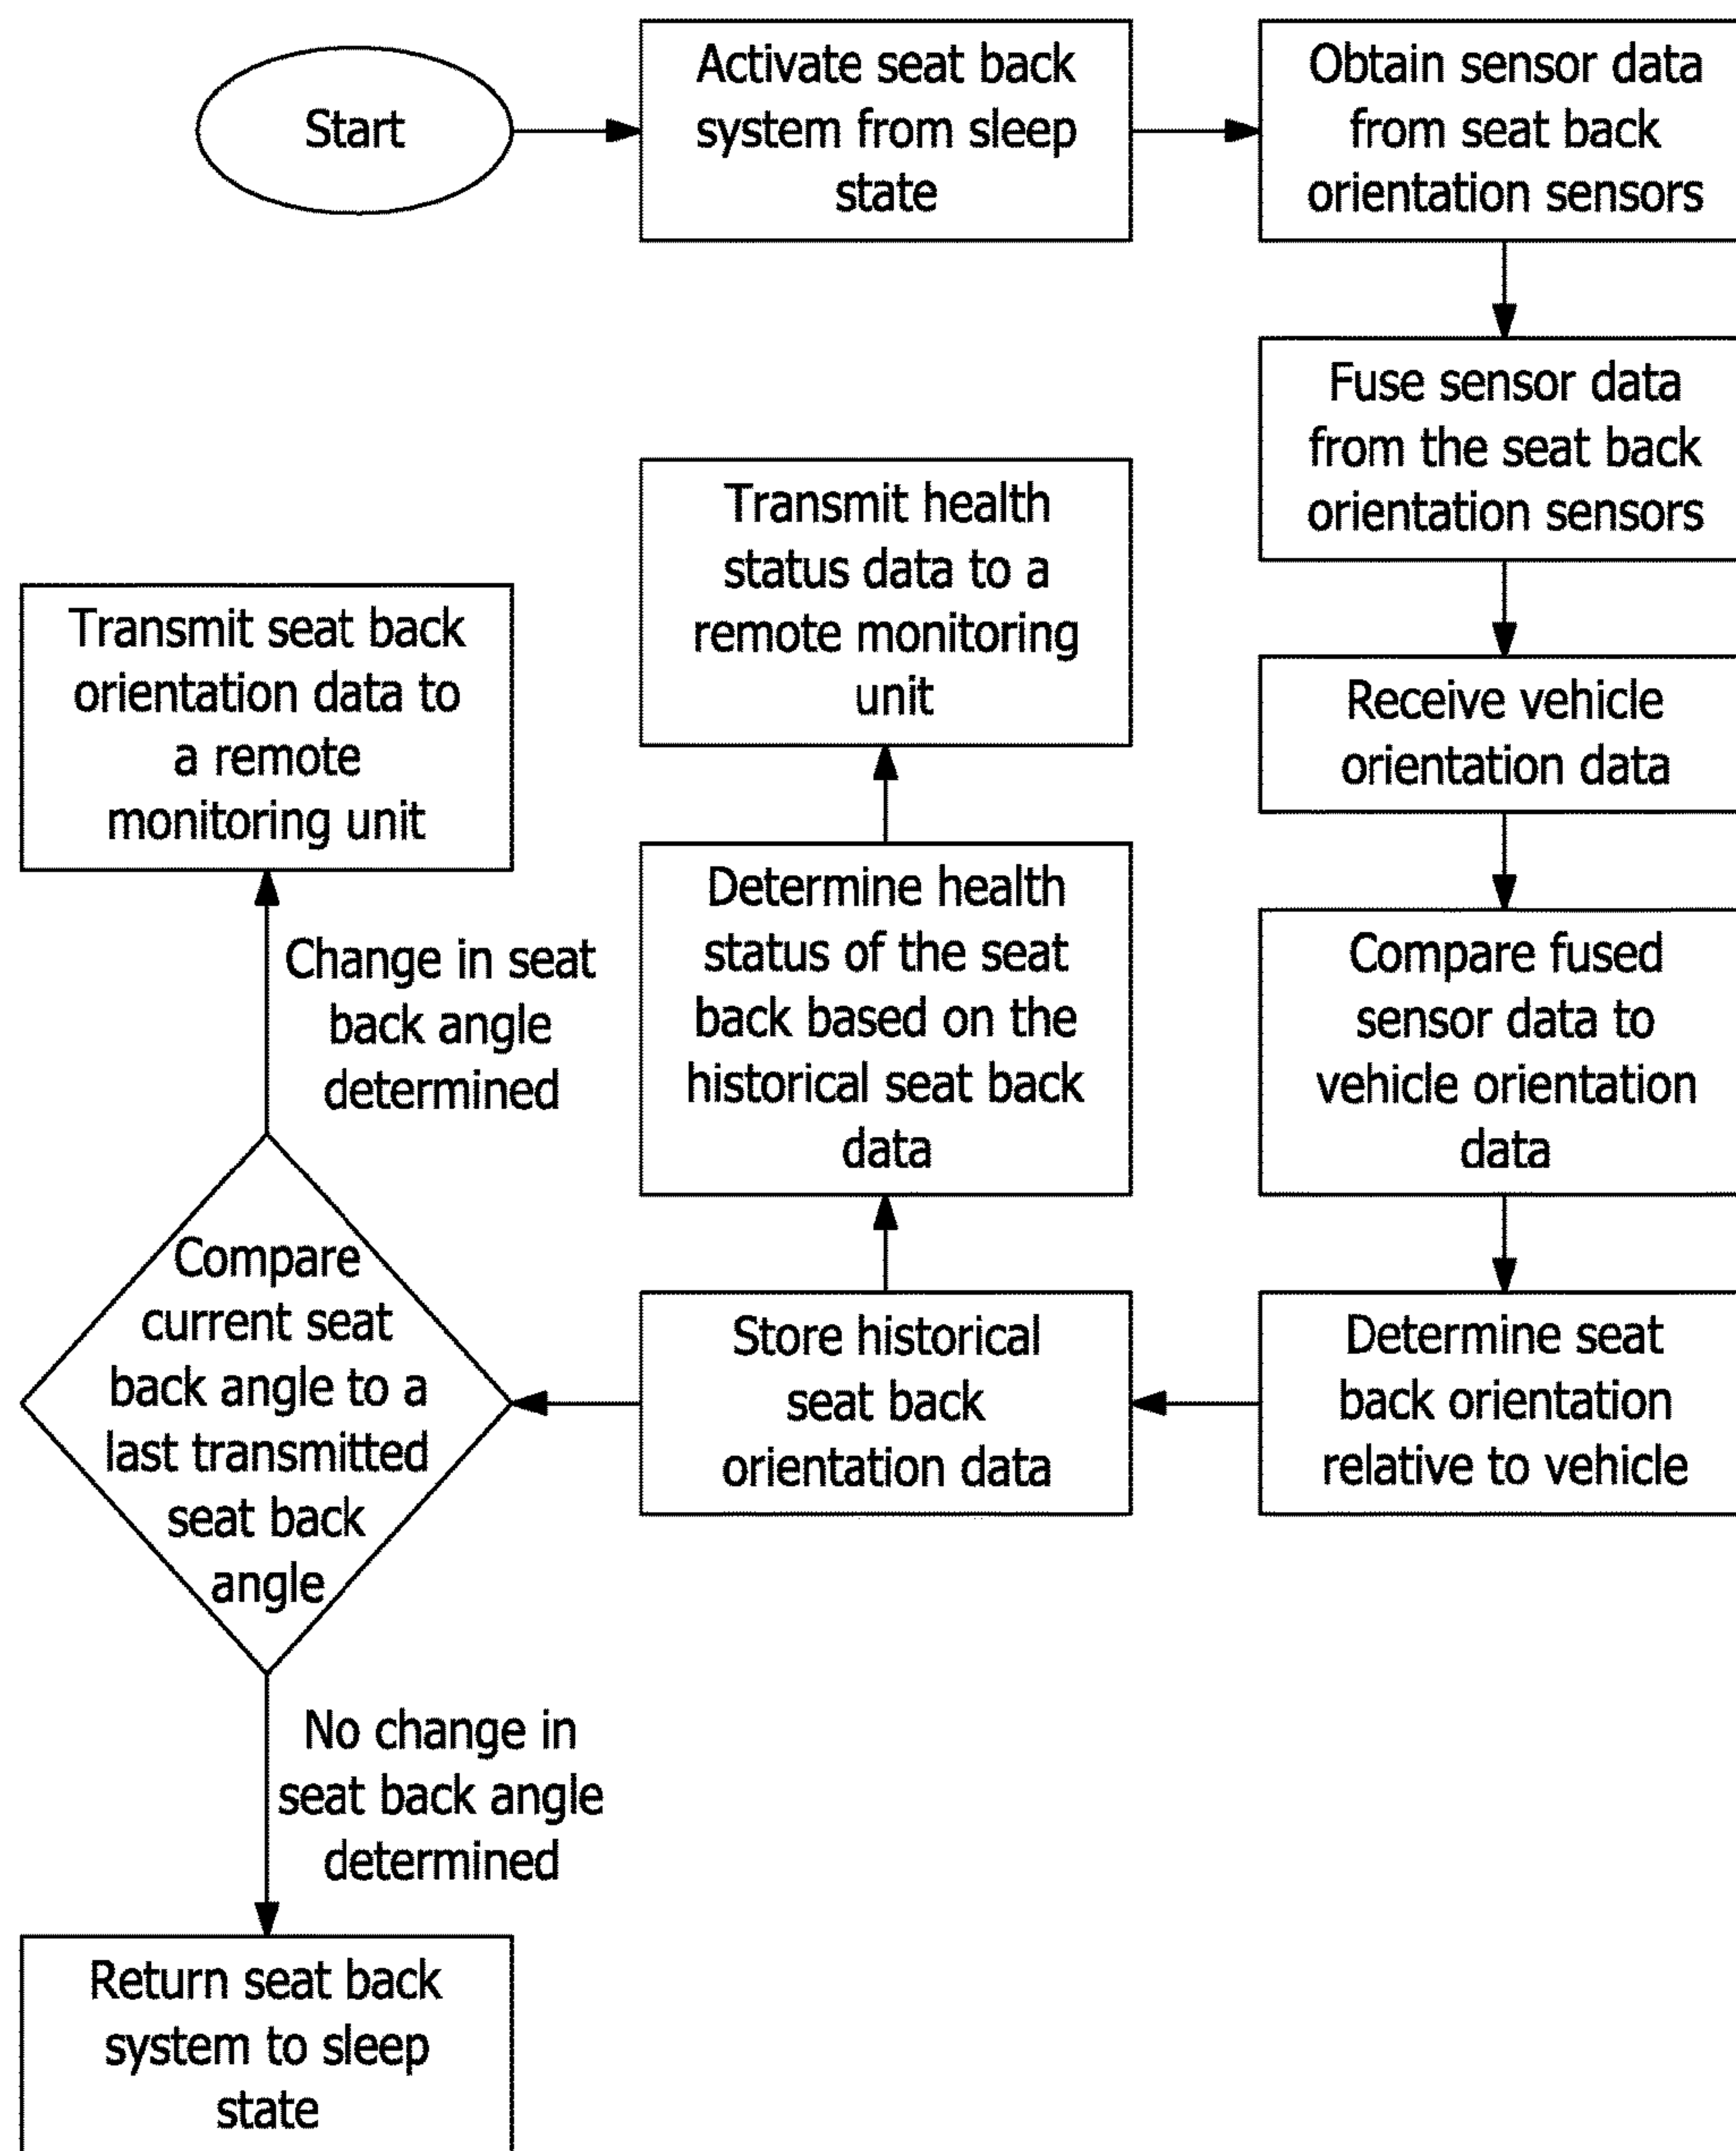 Start
Activate seat back
system from sleep
state
Obtain sensor data
from seat back
orientation sensors
Fuse sensor data
from the seat back
orientation sensors
Receive vehicle
orientation data
Compare fused
sensor data to
vehicle orientation
data
Determine seat
back orientation
relative to vehicle
Store historical
seat back
orientation data
Determine health
status of the seat
back based on the
historical seat back
data
Transmit health
status data to a
remote monitoring
unit
Compare
current seat
back angle to a
last transmitted
seat back
angle
Change in seat
back angle
determined
Transmit seat back
orientation data to
a remote
monitoring unit
No change in
seat back angle
determined
Return seat back
system to sleep
state